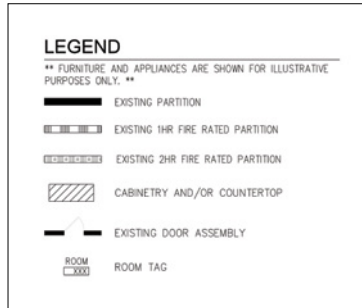 LEGEND
** FURNITURE AND APPLIANCES ARE SHOWN FOR ILLUSTRATIVE
PURPOSES ONLY. **
EXISTING PARTITION
EXISTING 1HR FIRE RATED PARTITION
EXISTING 2HR FIRE RATED PARTITION
CABINETRY AND/OR COUNTERTOP
EXISTING DOOR ASSEMBLY
ROOM
XXX
ROOM TAG